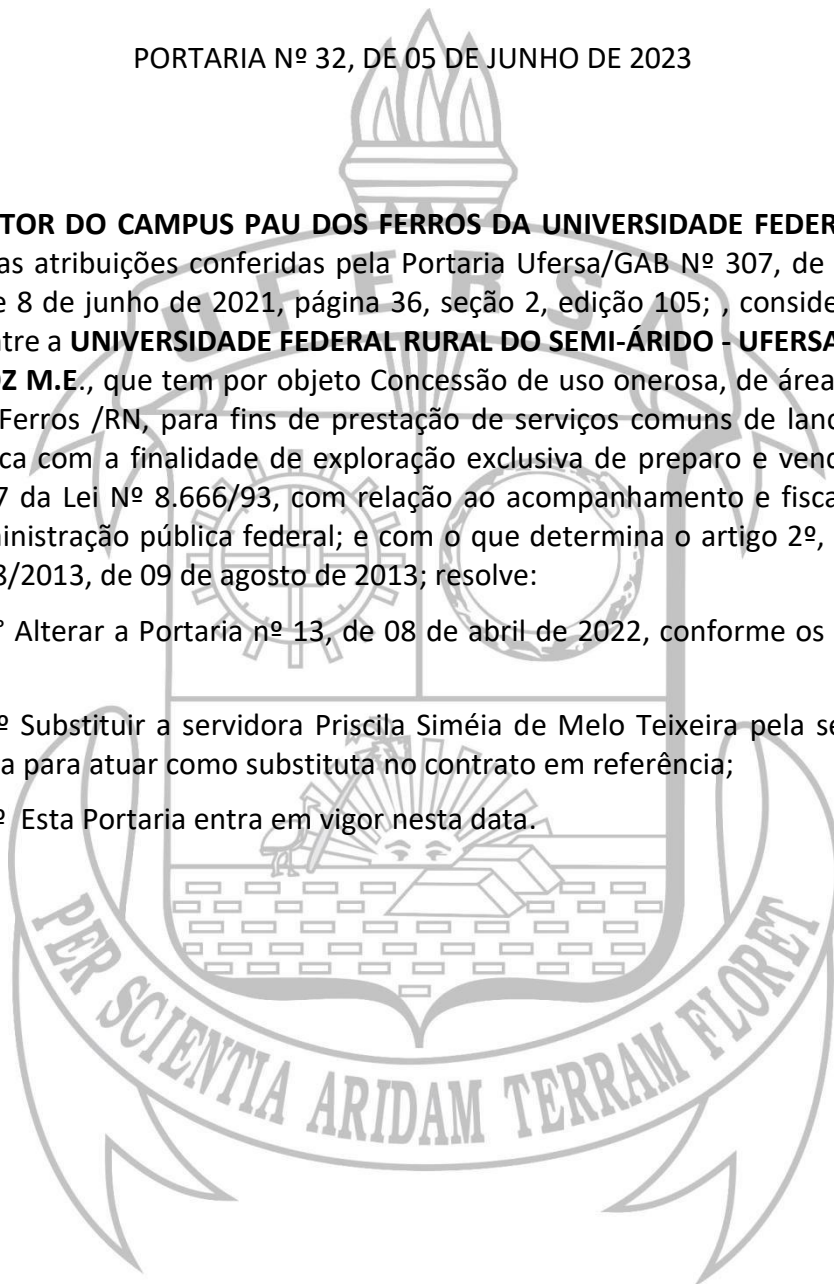 PORTARIA Nº 32, DE 05 DE JUNHO DE 2023
TOR DO CAMPUS PAU DOS FERROS DA UNIVERSIDADE FEDER
as atribuições conferidas pela Portaria Ufersa/GAB Nº 307, de
e 8 de junho de 2021, página 36, seção 2, edição 105; , conside
ntre a UNIVERSIDADE FEDERAL RURAL DO SEMI-ÁRIDO - UFERSA
OZ M.E., que tem por objeto Concessão de uso onerosa, de área
Ferros /RN, para fins de prestação de serviços comuns de lanc
ica com a finalidade de exploração exclusiva de preparo e vend
7 da Lei Nº 8.666/93, com relação ao acompanhamento e fisca
ministração pública federal; e com o que determina o artigo 2º,
8/2013, de 09 de agosto de 2013; resolve:
° Alterar a Portaria nº 13, de 08 de abril de 2022, conforme os
º Substituir a servidora Priscila Siméia de Melo Teixeira pela se
a para atuar como substituta no contrato em referência;
º Esta Portaria entra em vigor nesta data.
UFERSA
PER SCIENTIA ARIDAM TERRAM FLORET